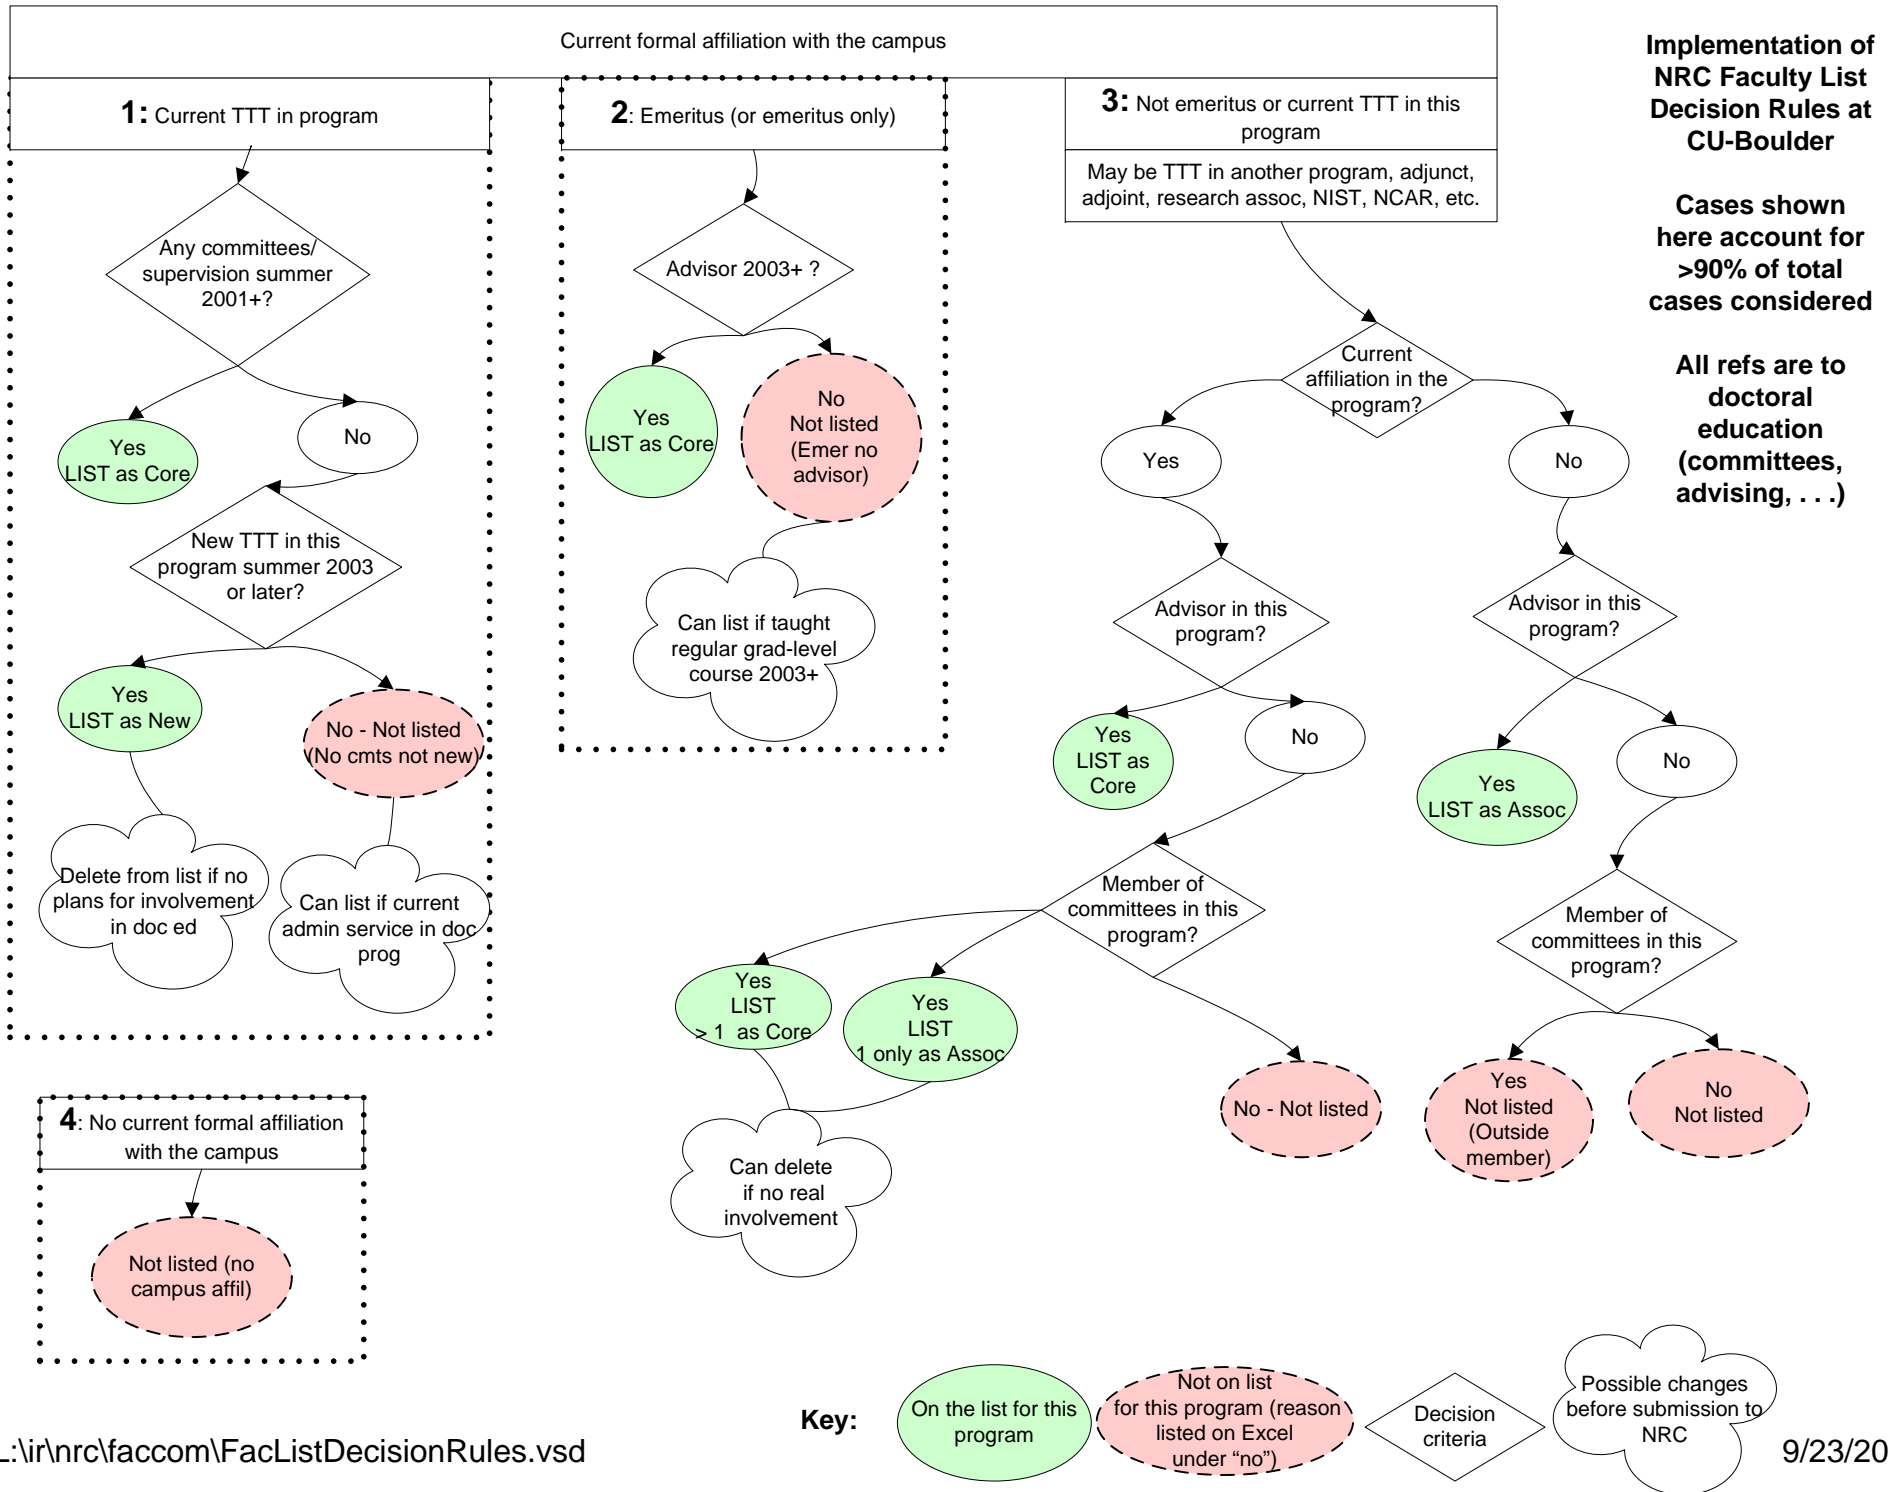 Current formal affiliation with the campus
1: Current TTT in program
Any committees/
supervision summer
2001+?
Yes
LIST as Core
No
New TTT in this
program summer 2003
or later?
Yes
LIST as New
No - Not listed
(No cmts not new)
Delete from list if no
plans for involvement
in doc ed
Can list if current
admin service in doc
prog
2: Emeritus (or emeritus only)
Advisor 2003+ ?
Yes
LIST as Core
No
Not listed
(Emer no
advisor)
Can list if taught
regular grad-level
course 2003+
3: Not emeritus or current TTT in this
program
May be TTT in another program, adjunct,
adjoint, research assoc, NIST, NCAR, etc.
Current
affiliation in the
program?
Yes
No
Advisor in this
program?
Yes
LIST as
Core
No
Member of
committees in this
program?
Yes
LIST
> 1 as Core
Yes
LIST
1 only as Assoc
No - Not listed
Can delete
if no real
involvement
Advisor in this
program?
Yes
LIST as Assoc
No
Member of
committees in this
program?
Yes
Not listed
(Outside
member)
No
Not listed
Implementation of
NRC Faculty List
Decision Rules at
CU-Boulder
Cases shown
here account for
>90% of total
cases considered
All refs are to
doctoral
education
(committees,
advising, . . .)
4: No current formal affiliation
with the campus
Not listed (no
campus affil)
Key:
On the list for this
program
Not on list
for this program (reason
listed on Excel
under “no”)
Decision
criteria
Possible changes
before submission to
NRC
L:\ir\nrc\faccom\FacListDecisionRules.vsd
9/23/20